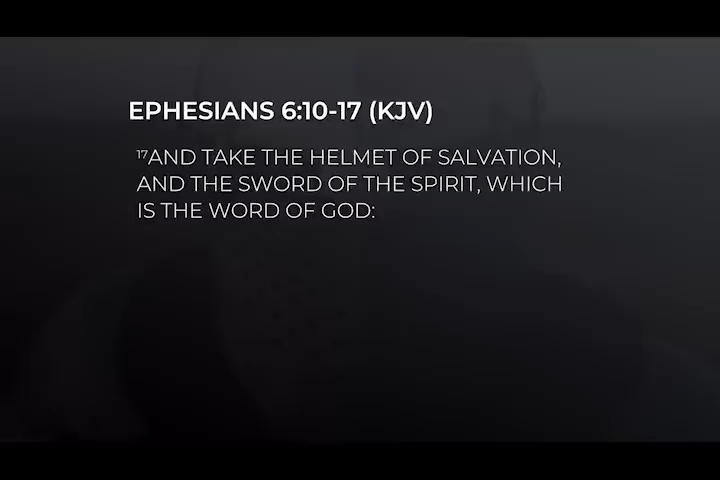 EPHESIANS 6:10-17 (KJV)
17AND TAKE THE HELMET OF SALVATION,
AND THE SWORD OF THE SPIRIT, WHICH
IS THE WORD OF GOD: